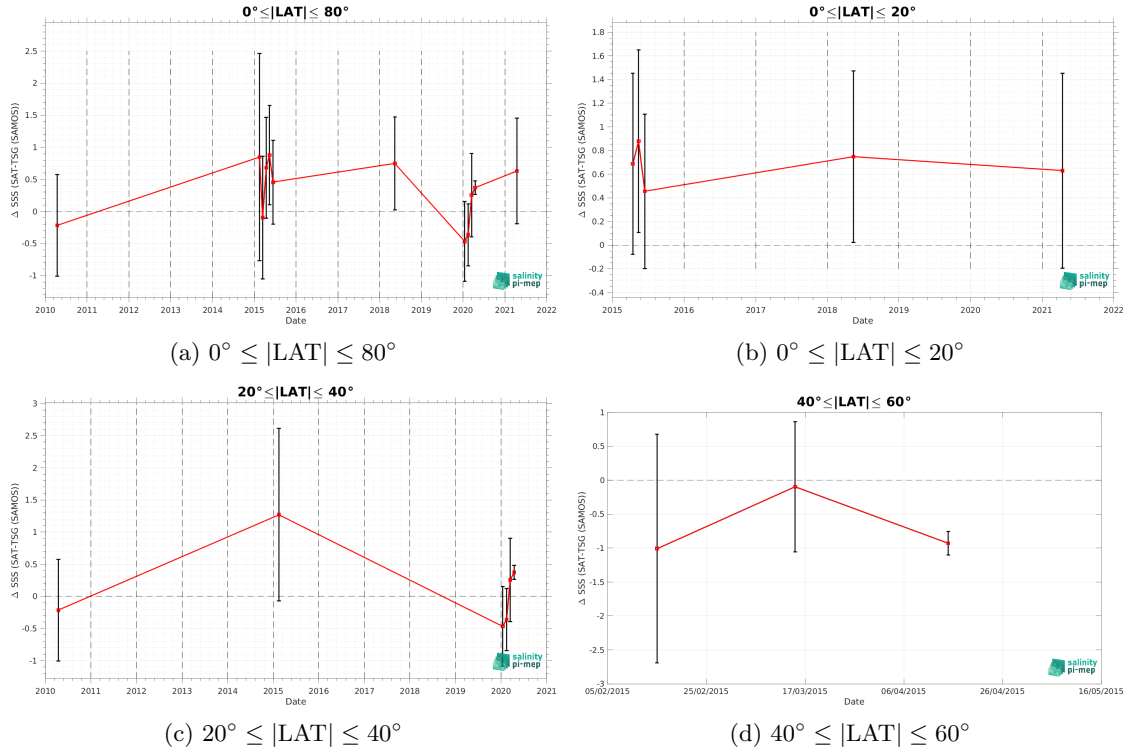 0°≤|LAT|≤ 80°
Δ SSS (SAT-TSG (SAMOS))
2.5
2
1.5
1
0.5
0
-0.5
-1
2010 2011 2012 2013 2014 2015 2016 2017 2018 2019 2020 2021 2022
Date
salinity
pi-mep
(a) 0° ≤ |LAT| ≤ 80°
0°≤|LAT|≤ 20°
Δ SSS (SAT-TSG (SAMOS))
1.8
1.6
1.4
1.2
1
0.8
0.6
0.4
0.2
0
-0.2
-0.4
2015 2016 2017 2018 2019 2020 2021 2022
Date
salinity
pi-mep
(b) 0° ≤ |LAT| ≤ 20°
20°≤|LAT|≤ 40°
Δ SSS (SAT-TSG (SAMOS))
3
2.5
2
1.5
1
0.5
0
-0.5
-1
2010 2011 2012 2013 2014 2015 2016 2017 2018 2019 2020 2021
Date
salinity
pi-mep
(c) 20° ≤ |LAT| ≤ 40°
40°≤|LAT|≤ 60°
Δ SSS (SAT-TSG (SAMOS))
1
0
-0.5
-1
-1.5
-2
-2.5
-3
0.5
05/02/2015 25/02/2015 17/03/2015 06/04/2015 26/04/2015 16/05/2015
Date
salinity
pi-mep
(d) 40° ≤ |LAT| ≤ 60°